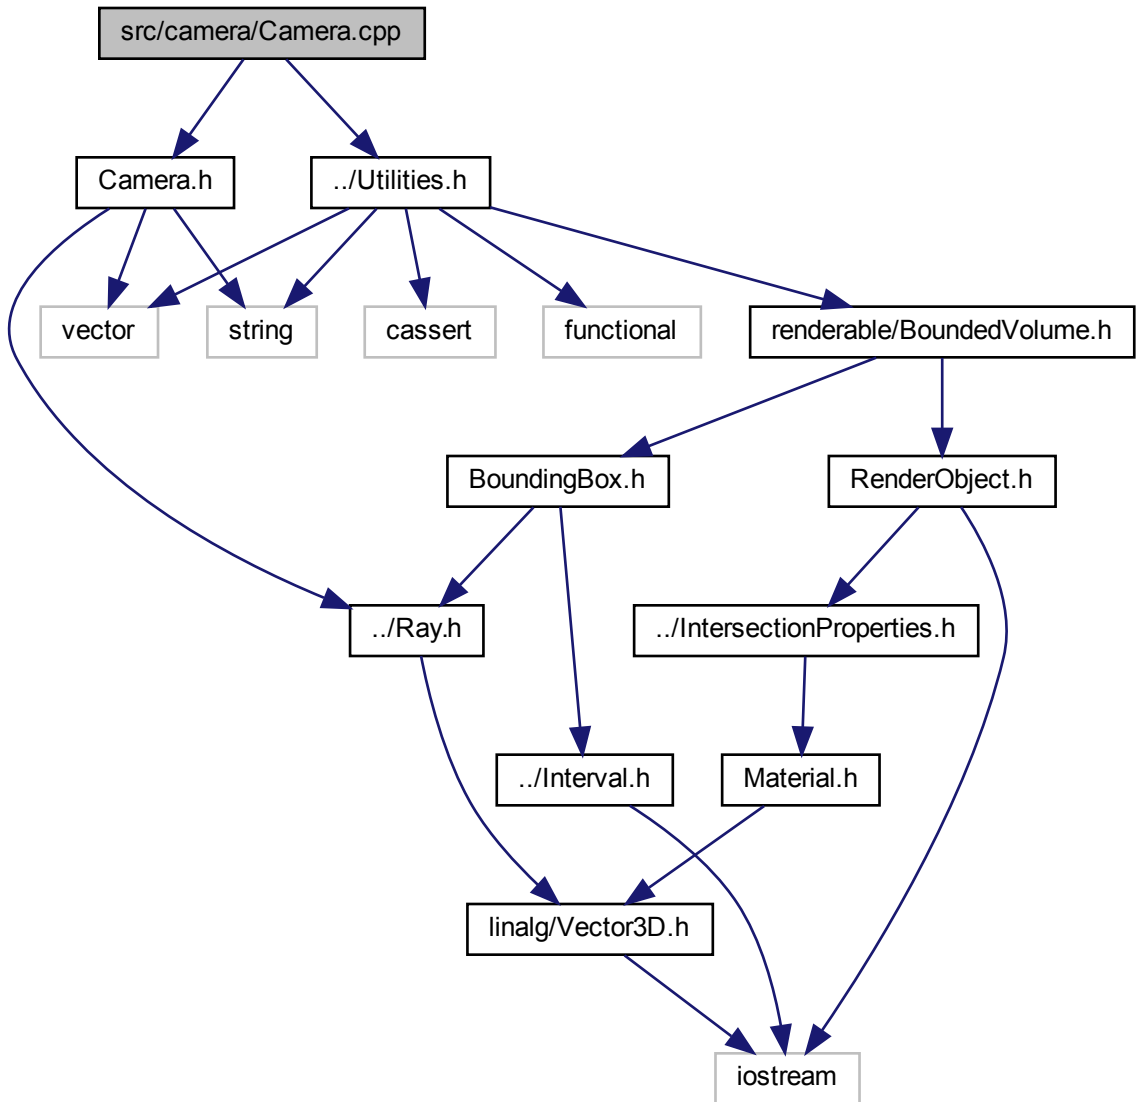 src/camera/Camera.cpp
Camera.h
../Utilities.h
vector
string
cassert
functional
renderable/BoundedVolume.h
BoundingBox.h
RenderObject.h
../Ray.h
../IntersectionProperties.h
../Interval.h
Material.h
linalg/Vector3D.h
iostream